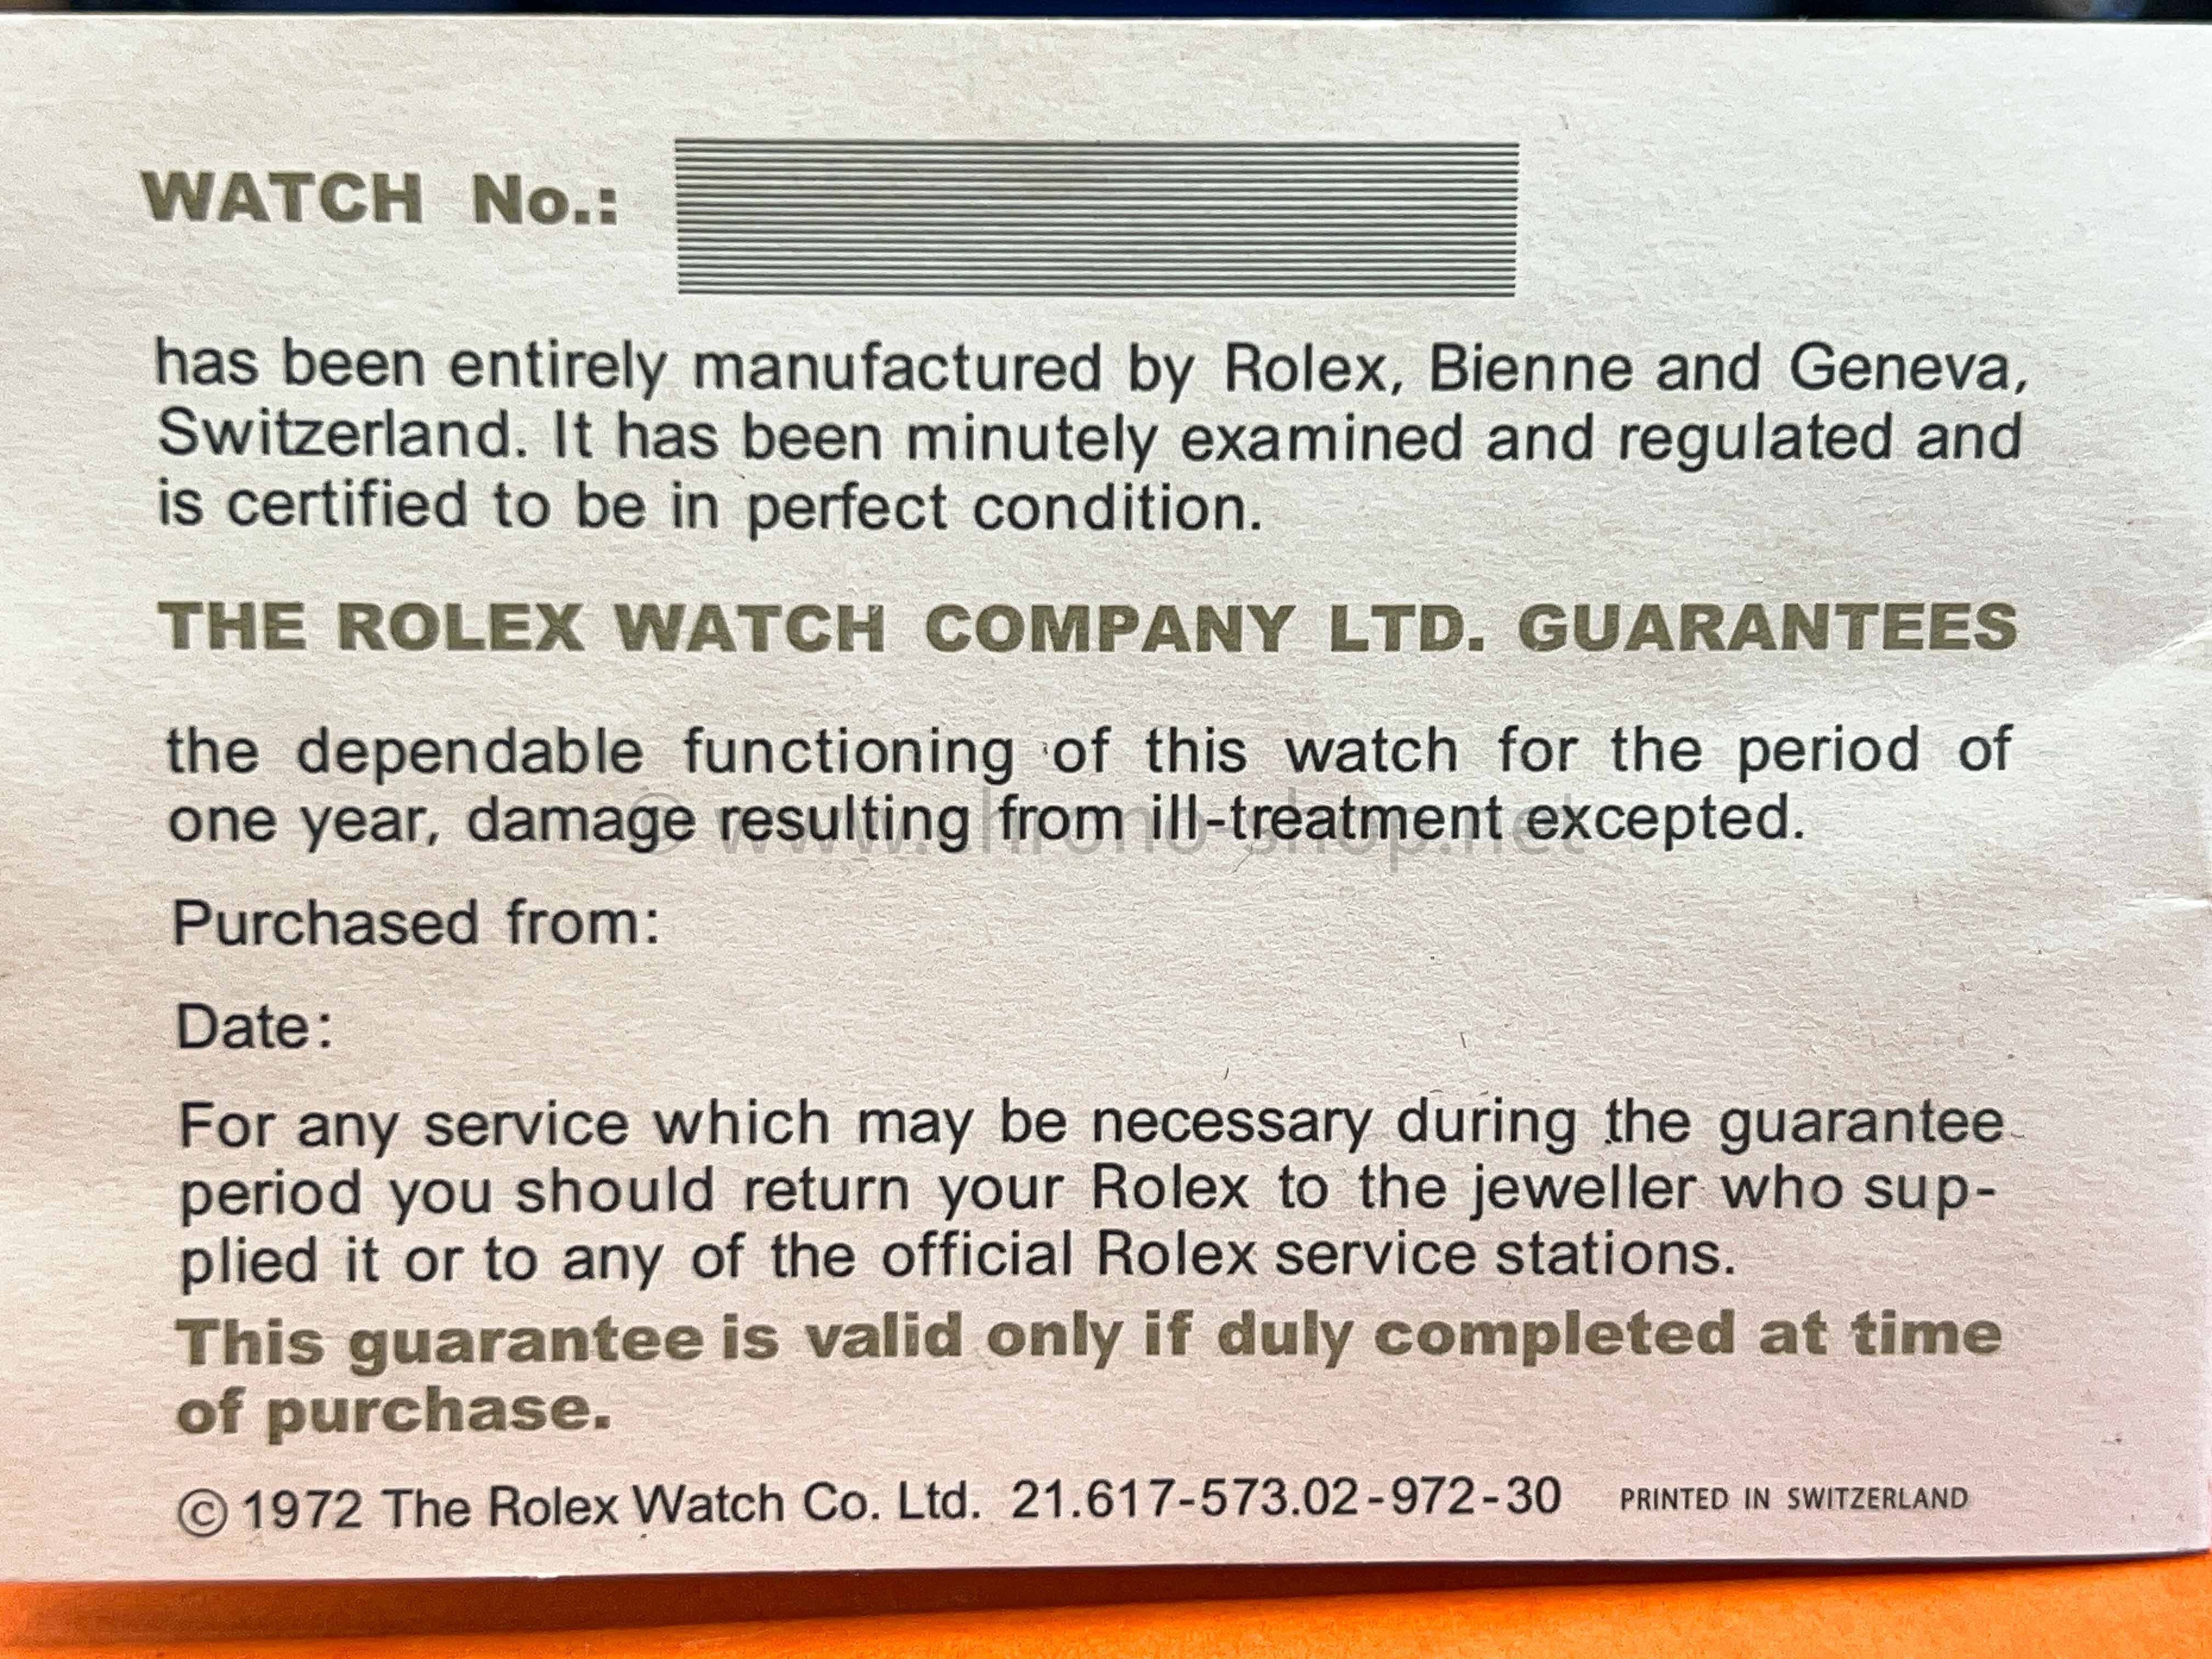 WATCH No.:
has been entirely manufactured by Rolex, Bienne and Geneva,
Switzerland. It has been minutely examined and regulated and
is certified to be in perfect condition.
THE ROLEX WATCH COMPANY LTD. GUARANTEES
the dependable functioning of this watch for the period of
one year, damage resulting from ill-treatment excepted.
© www.chrono-shop.net
Purchased from:
Date:
For any service which may be necessary during the guarantee
period you should return your Rolex to the jeweller who sup-
plied it or to any of the official Rolex service stations.
This guarantee is valid only if duly completed at time
of purchase.
© 1972 The Rolex Watch Co. Ltd. 21.617-573.02-972-30 PRINTED IN SWITZERLAND